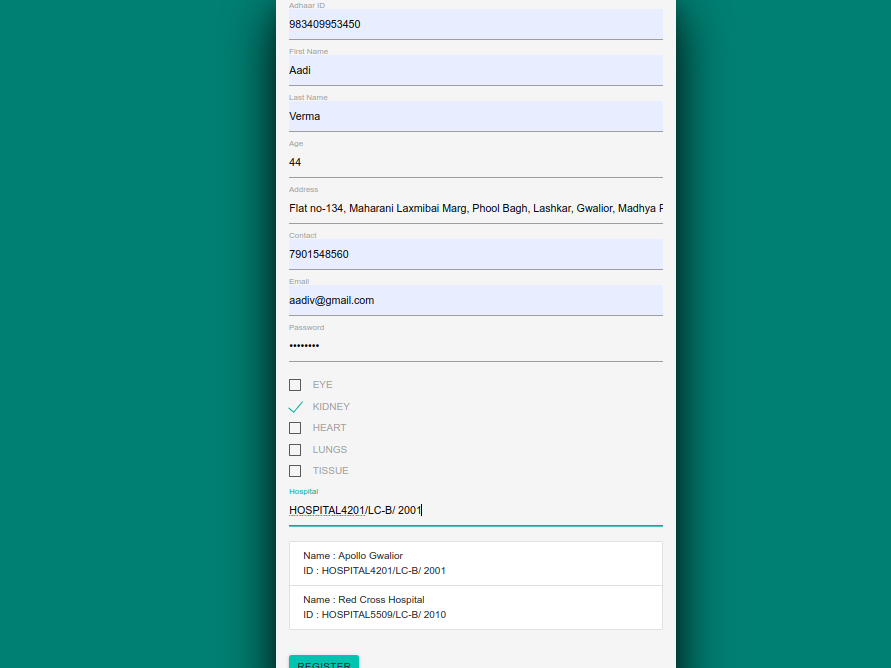 Adhaar ID
983409953450
First Name
Aadi
Last Name
Verma
Age
44
Address
Flat no-134, Maharani Laxmibai Marg, Phool Bagh, Lashkar, Gwalior, Madhya
Contact
7901548560
Email
aadiv@gmail.com
Password
••••••••
EYE
KIDNEY
HEART
LUNGS
TISSUE
Hospital
HOSPITAL4201/LC-B/ 2001
Name : Apollo Gwalior
ID : HOSPITAL4201/LC-B/ 2001
Name : Red Cross Hospital
ID : HOSPITAL5509/LC-B/ 2010
REGISTER